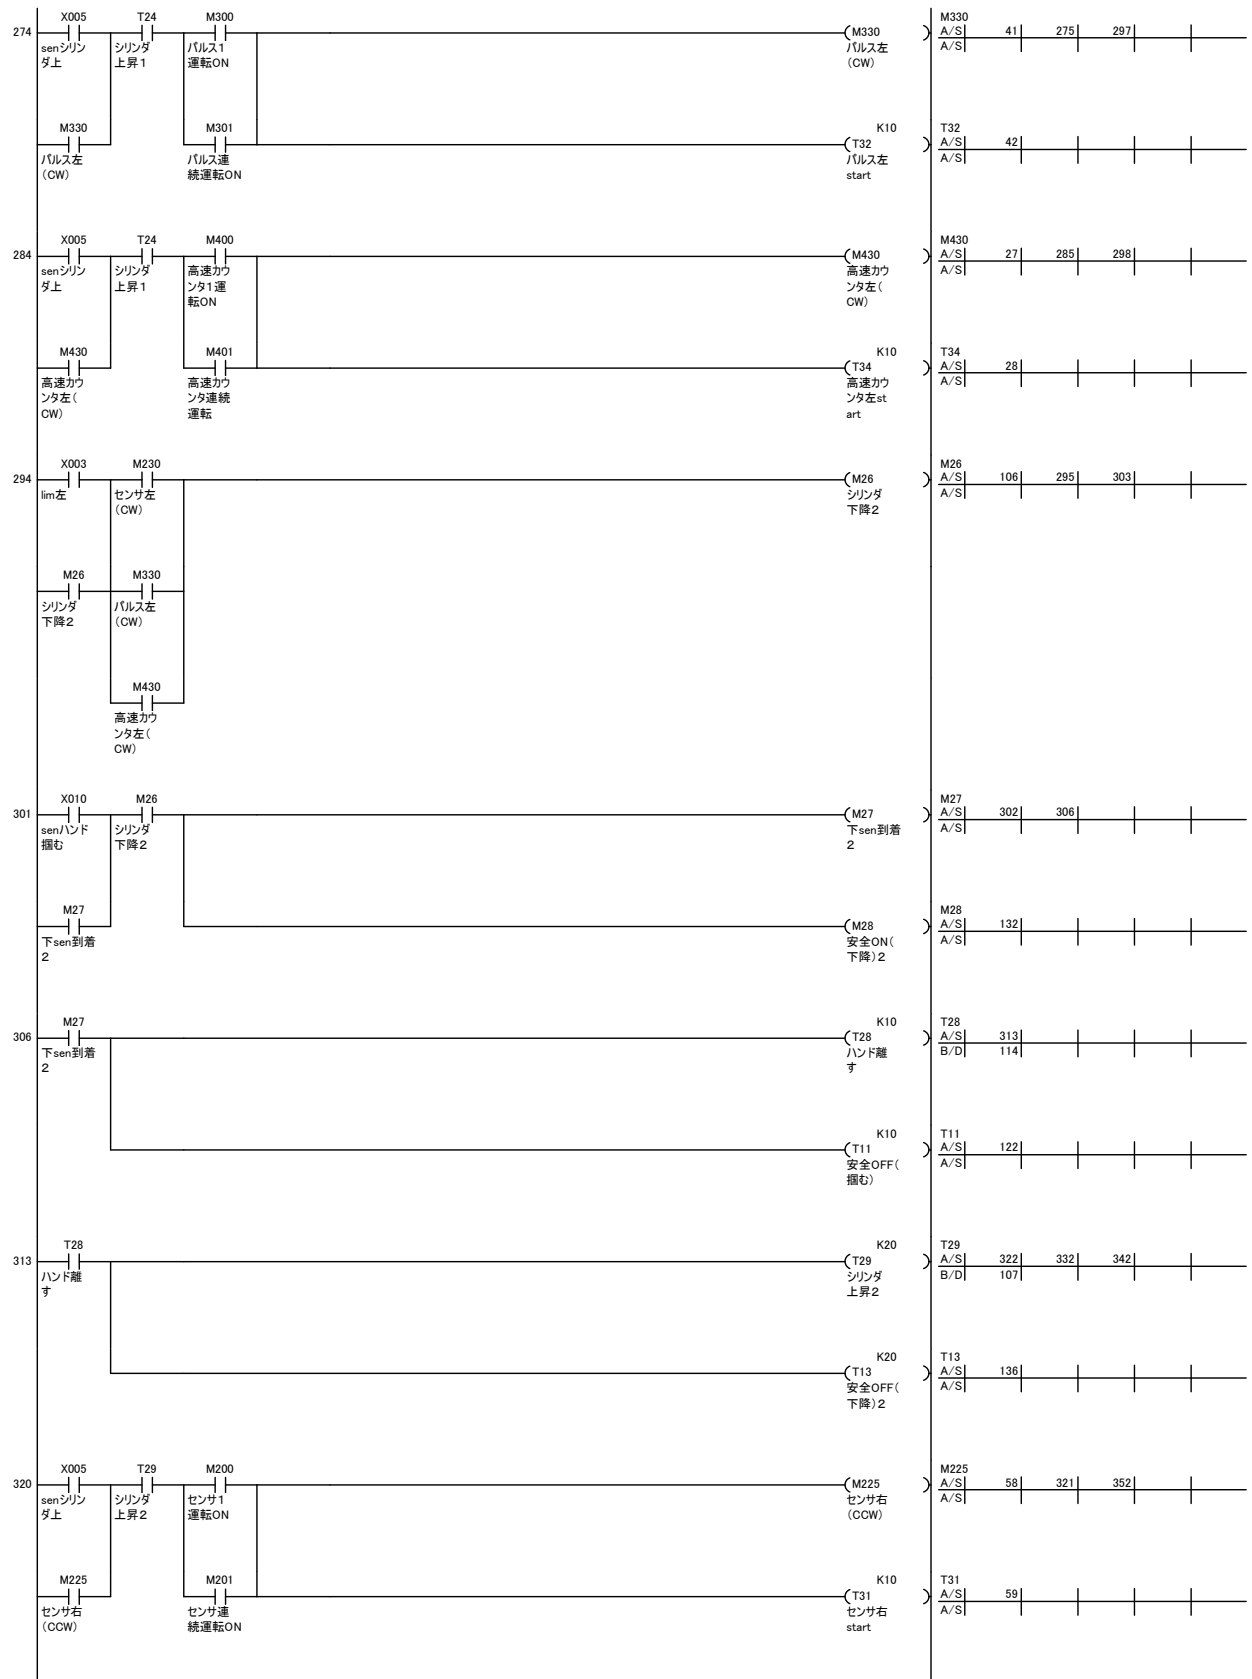 X005 T24 M300 M330
274 (M330 ) A/S 41 275 297
senシリン シリンダ パルス1 パルス左 A/S
ダ上 上昇1 運転ON (CW)
M330 M301 K10 T32
(T32 ) A/S 42
パルス左 パルス連 パルス左 A/S
(CW) 続運転ON start
X005 T24 M400 M430
284 (M430 ) A/S 27 285 298
senシリン シリンダ 高速カウ 高速カウ A/S
ダ上 上昇1 ンタ1運 ンタ左(
転ON CW)
M430 M401 K10 T34
(T34 ) A/S 28
高速カウ 高速カウ 高速カウ A/S
ンタ左( ンタ連続 ンタ左st
CW) 運転 art
X003 M230 M26
294 (M26 ) A/S 106 295 303
lim左 センサ左 シリンダ A/S
(CW) 下降2
M26 M330
シリンダ パルス左
下降2 (CW)
M430
高速カウ
ンタ左(
CW)
X010 M26 M27
301 (M27 ) A/S 302 306
senハンド シリンダ 下sen到着 A/S
掴む 下降2 2
M27 M28
(M28 ) A/S 132
下sen到着 安全ON( A/S
2 下降)2
M27 K10 T28
306 (T28 ) A/S 313
下sen到着 ハンド離 B/D 114
2 す
K10 T11
(T11 ) A/S 122
安全OFF( A/S
掴む)
T28 K20 T29
313 (T29 ) A/S 322 332 342
ハンド離 シリンダ B/D 107
す 上昇2
K20 T13
(T13 ) A/S 136
安全OFF( A/S
下降)2
X005 T29 M200 M225
320 (M225 ) A/S 58 321 352
senシリン シリンダ センサ1 センサ右 A/S
ダ上 上昇2 運転ON (CCW)
M225 M201 K10 T31
(T31 ) A/S 59
センサ右 センサ連 センサ右 A/S
(CCW) 続運転ON start